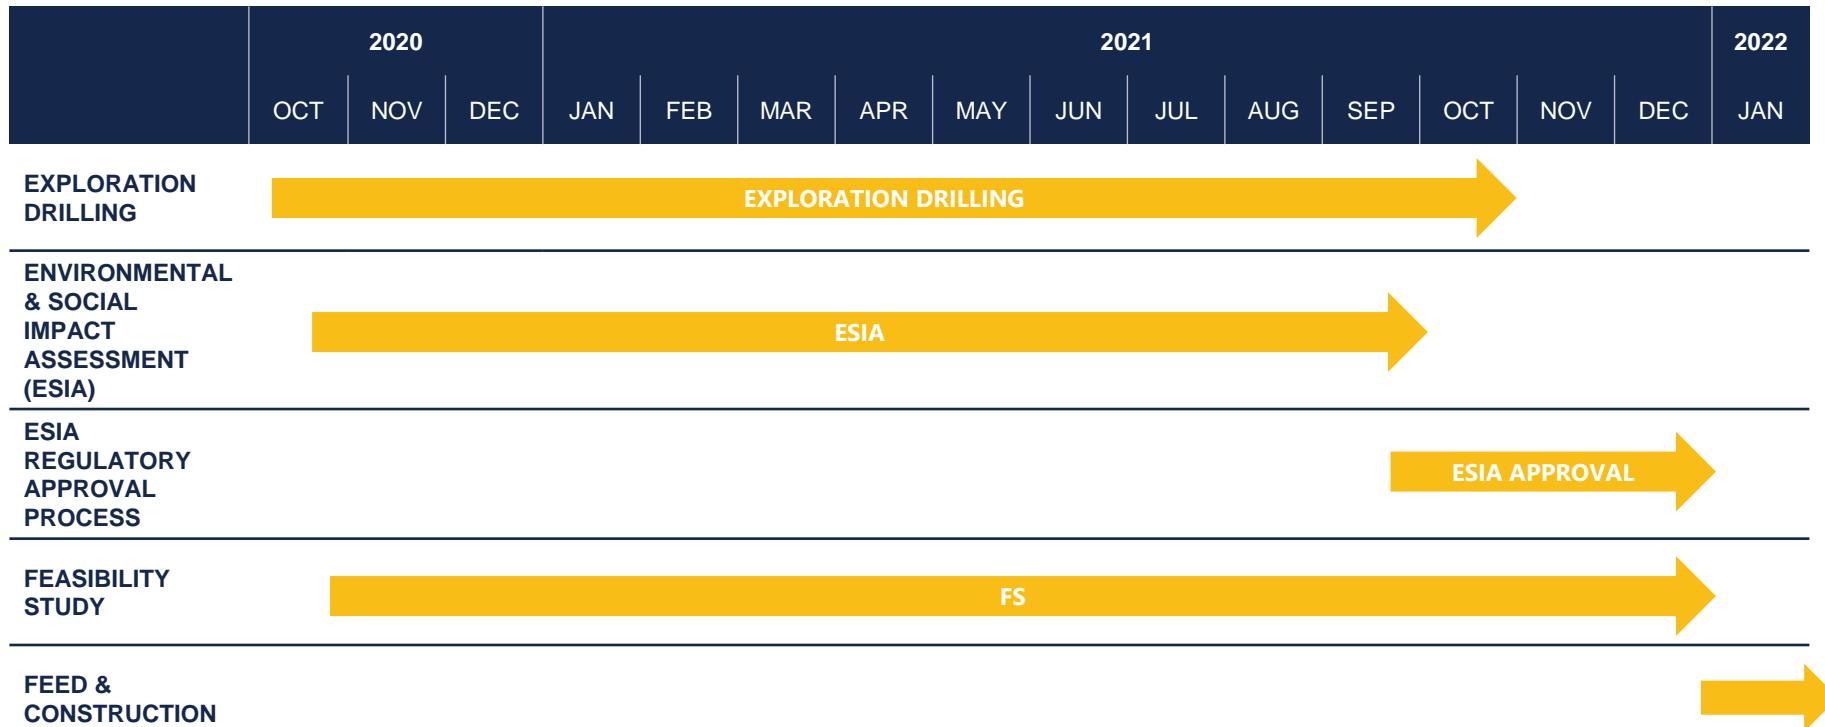 2020 2021 2022
OCT NOV DEC JAN FEB MAR APR MAY JUN JUL AUG SEP OCT NOV DEC JAN
EXPLORATION
DRILLING
EXPLORATION DRILLING
ENVIRONMENTAL
& SOCIAL
IMPACT
ASSESSMENT
(ESIA)
ESIA
ESIA
REGULATORY
APPROVAL
PROCESS
ESIA APPROVAL
FEASIBILITY
STUDY
FS
FEED &
CONSTRUCTION